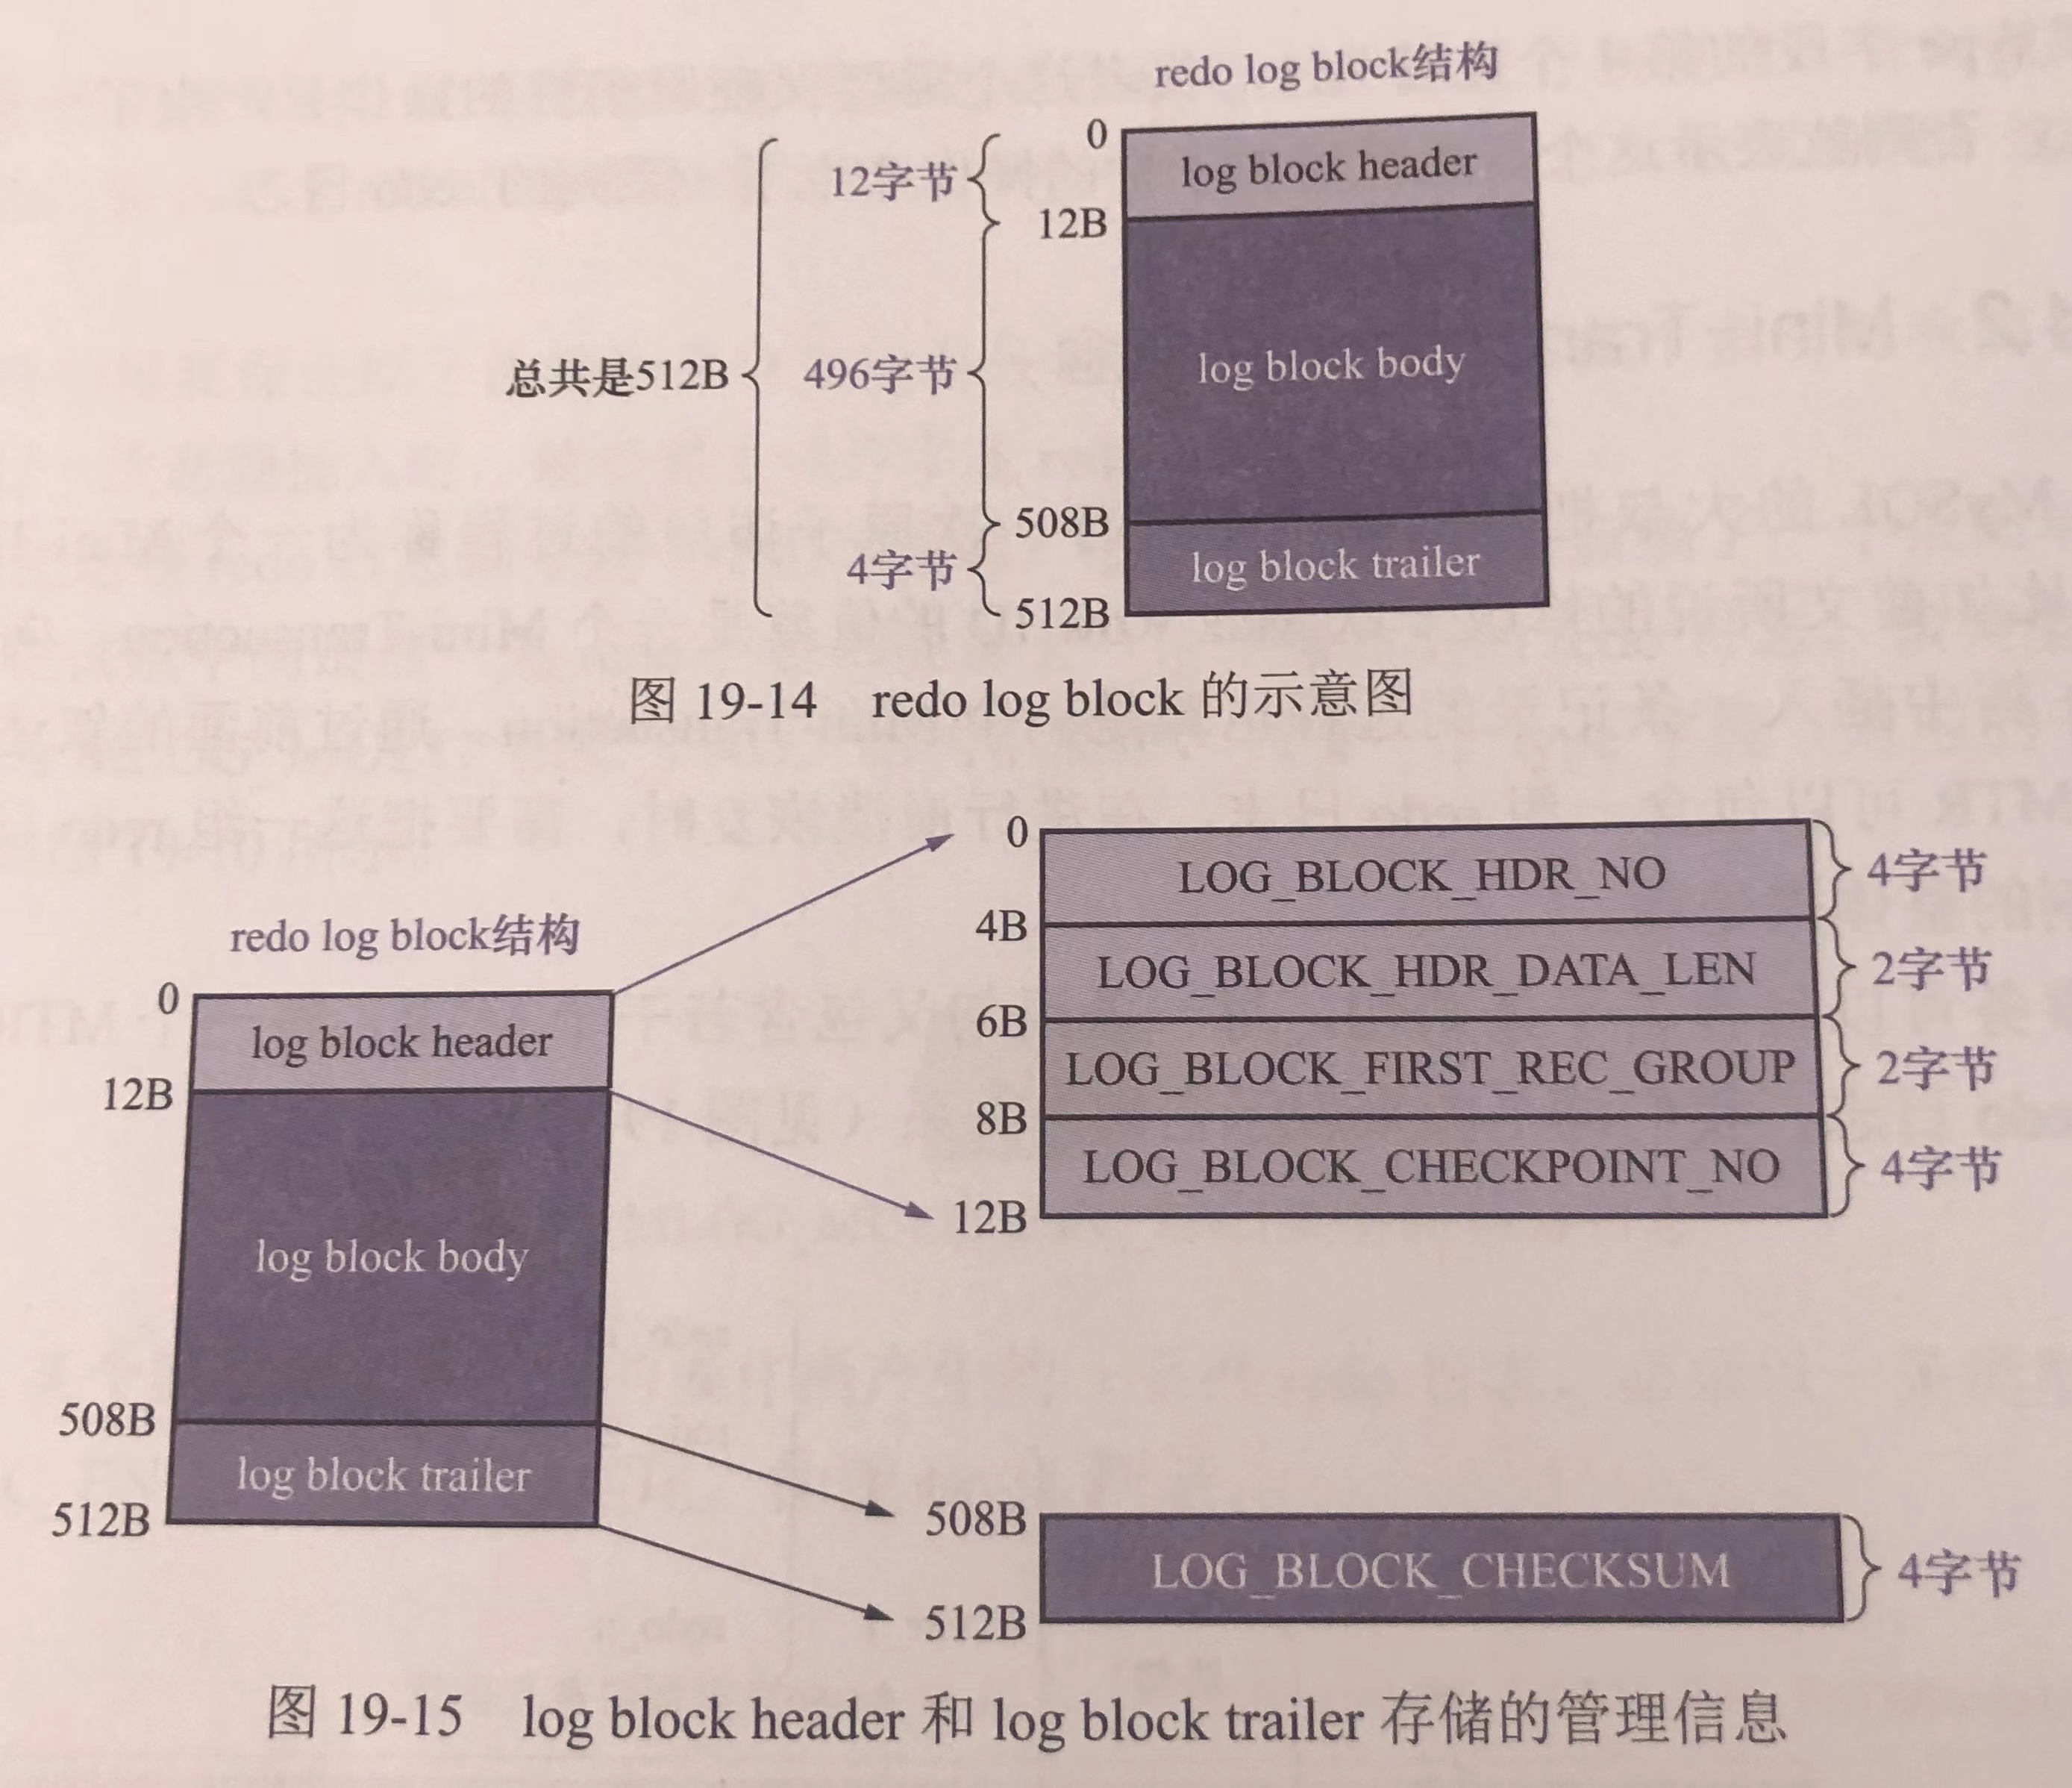 redo log block结构
0
log block header
12字节
12B
总共是512B
496字节
log block body
508B
4字节
log block trailer
512B
图 19-14 redo log block 的示意图
redo log block结构
0
log block header
12B
log block body
508B
log block trailer
512B
0
LOG_BLOCK_HDR_NO
4字节
4B
LOG_BLOCK_HDR_DATA_LEN
2字节
6B
LOG_BLOCK_FIRST_REC_GROUP
2字节
8B
LOG_BLOCK_CHECKPOINT_NO
4字节
12B
508B
LOG_BLOCK_CHECKSUM
4字节
512B
图 19-15 log block header 和 log block trailer 存储的管理信息